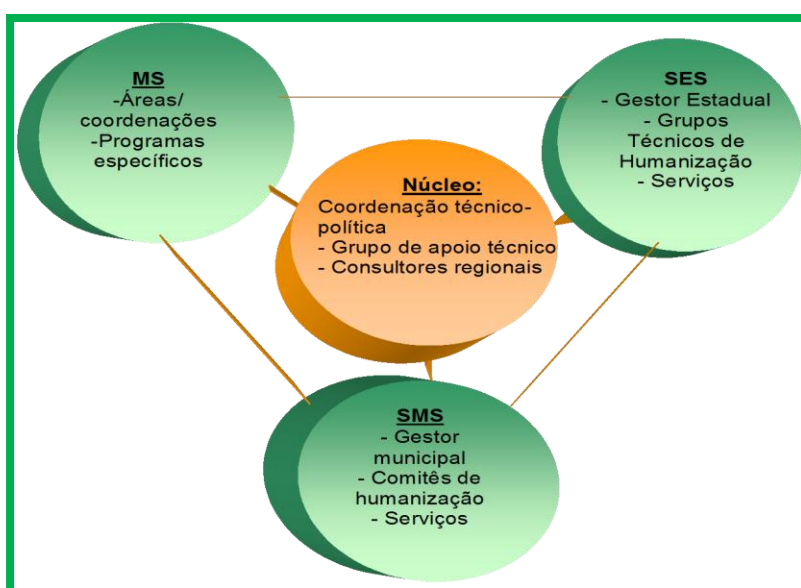 MS
-Áreas/
coordenações
-Programas
específicos
SES
- Gestor Estadual
- Grupos
Técnicos de
Humanização
- Serviços
Núcleo:
Coordenação técnico-
política
- Grupo de apoio técnico
- Consultores regionais
SMS
- Gestor
municipal
- Comitês de
humanização
- Serviços